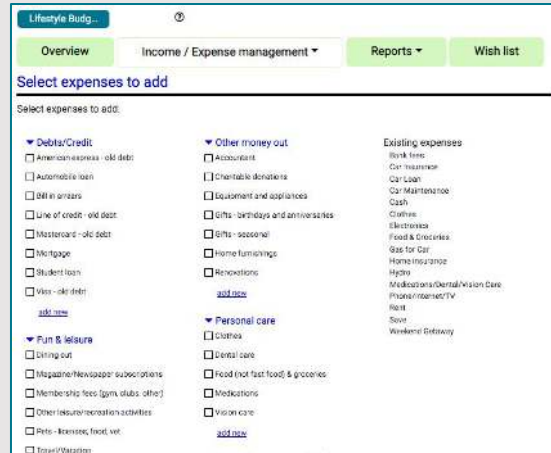 Lifestyle Budg...
Overview
Income / Expense management
Reports
Wish list
Select expenses to add
Select expenses to add:
Debts/Credit
American express - old debt
Automobile loan
Bill in arrears
Line of credit - old debt
Mastercard - old debt
Mortgage
Student loan
Visa - old debt
add new
Fun & leisure
Dining out
Magazine/Newspaper subscriptions
Membership fees (gym, clubs, other)
Other leisure/recreation activities
Pets - licenses, food, vet
Travel/Vacation
Other money out
Accountant
Charitable donations
Equipment and appliances
Gifts - birthdays and anniversaries
Gifts - seasonal
Home furnishings
Renovations
add new
Personal care
Clothes
Dental care
Food (not fast food) & groceries
Medications
Vision care
add new
Existing expenses
Bank fees
Car Insurance
Car Loan
Car Maintenance
Cash
Clothes
Electronics
Food & Groceries
Gas for Car
Home insurance
Hydro
Medications/Dental/Vision Care
Phone/Internet/TV
Rent
Save
Weekend Getaway